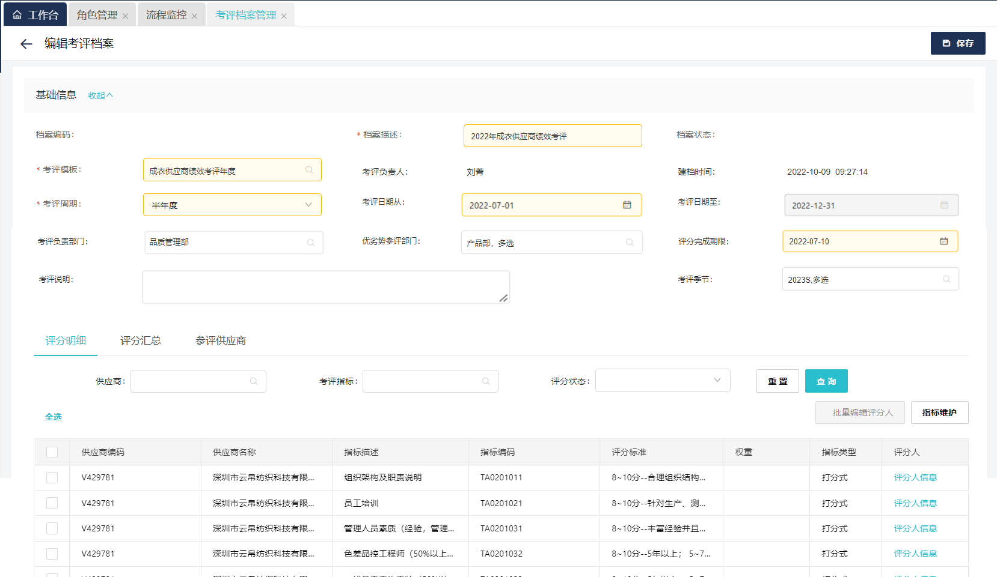 工作台 角色管理 × 流程监控 × 考评档案管理 ×
编辑考评档案 保存
基础信息 收起
档案编码： * 档案描述： 2022年成衣供应商绩效考评 档案状态：
* 考评模板： 成衣供应商绩效考评年度 考评负责人： 刘菁 建档时间： 2022-10-09 09:27:14
* 考评周期： 半年度 考评日期从： 2022-07-01 考评日期至： 2022-12-31
考评负责部门： 品质管理部 优劣势参评部门： 产品部，多选 评分完成期限： 2022-07-10
考评说明： 考评季节： 2023S,多选
评分明细 评分汇总 参评供应商
供应商： 考评指标： 评分状态： 重 置 查 询
全选 批量编辑评分人 指标维护
供应商编码 供应商名称 指标描述 指标编码 评分标准 权重 指标类型 评分人
V429781 深圳市云帛纺织科技有限... 组织架构及职责说明 TA0201011 8~10分--合理组织结构... 打分式 评分人信息
V429781 深圳市云帛纺织科技有限... 员工培训 TA0201021 8~10分--针对生产、测... 打分式 评分人信息
V429781 深圳市云帛纺织科技有限... 管理人员素质（经验，管理... TA0201031 8~10分--丰富经验并且... 打分式 评分人信息
V429781 深圳市云帛纺织科技有限... 色差品控工程师（50%以上... TA0201032 8~10分--5年以上； 5~7... 打分式 评分人信息